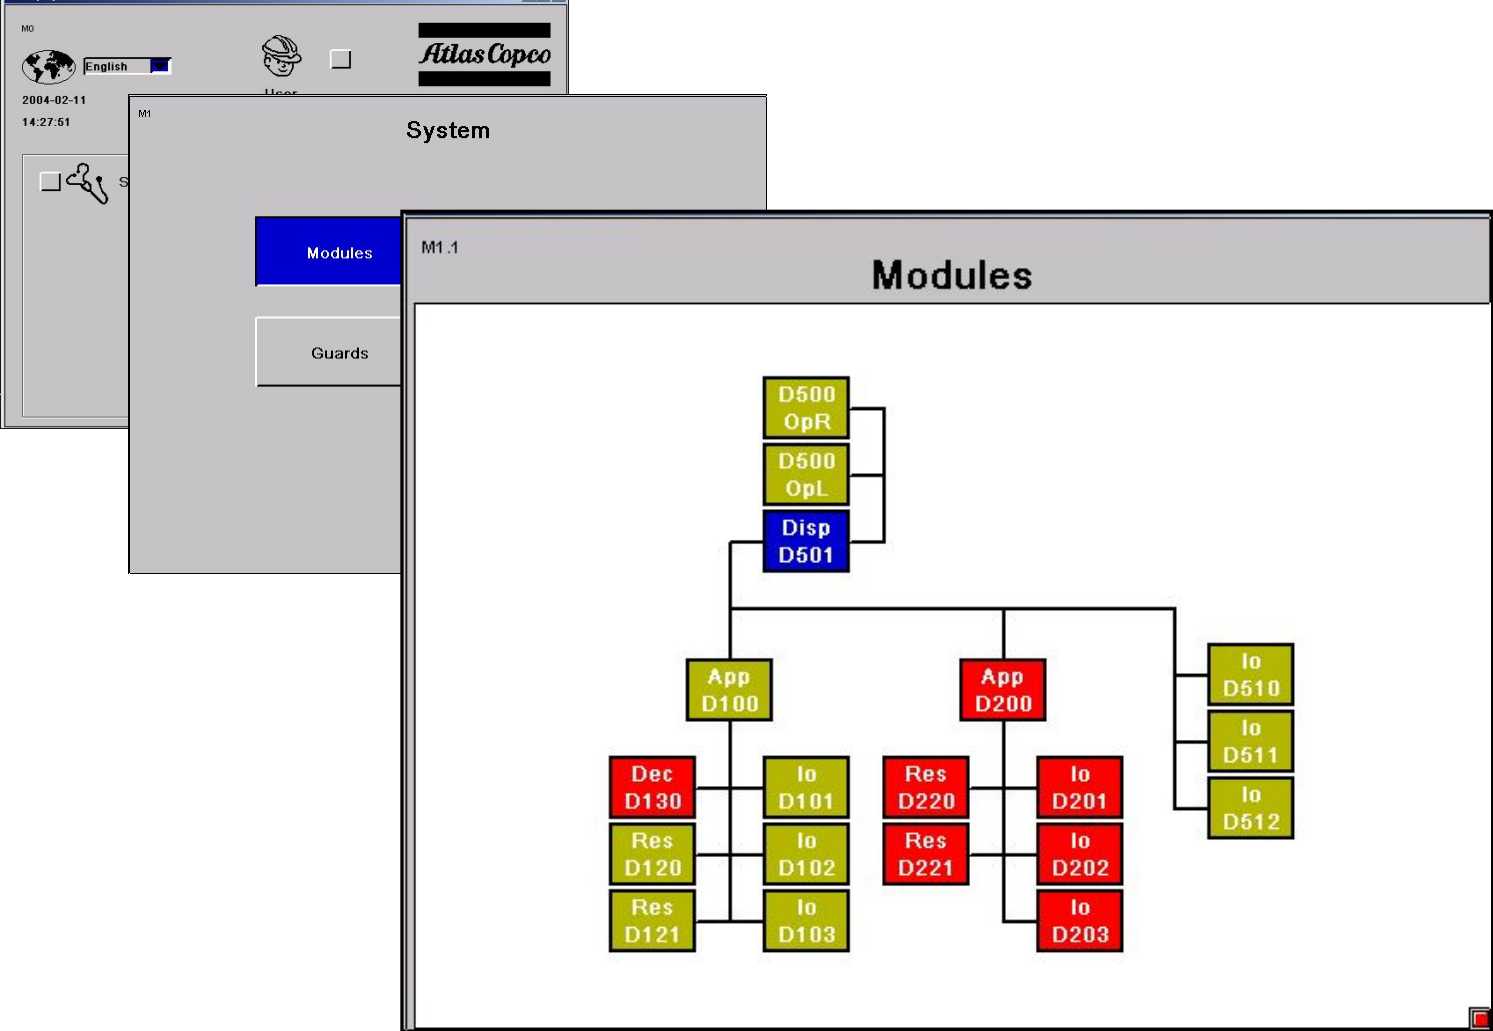 M0
English
Atlas Copco
2004-02-11
14:27:51
M1
System
Modules
Guards
M1.1
Modules
D500
OpR
D500
OpL
Disp
D501
App
D100
App
D200
Io
D510
Io
D511
Io
D512
Dec
D130
Io
D101
Res
D120
Io
D102
Res
D121
Io
D103
Res
D220
Io
D201
Res
D221
Io
D202
Io
D203